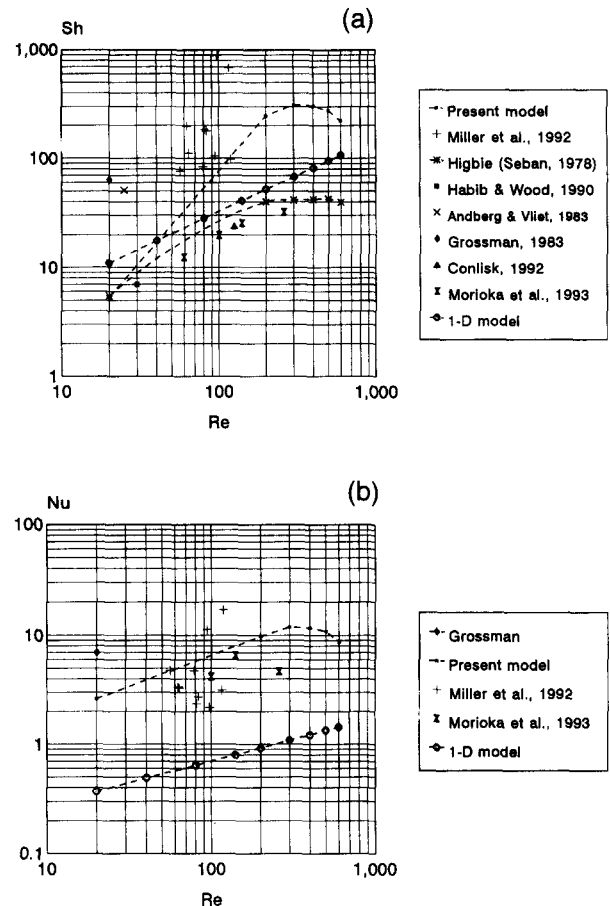 (a)
Sh
1,000
100
10
1
10
100
1,000
Re
Present model
Miller et al., 1992
Higbie (Seban, 1978)
Habib & Wood, 1990
Andberg & Vliet, 1983
Grossman, 1983
Conlisk, 1992
Morioka et al., 1993
1-D model
(b)
Nu
100
10
1
0.1
10
100
1,000
Re
Grossman
Present model
Miller et al., 1992
Morioka et al., 1993
1-D model